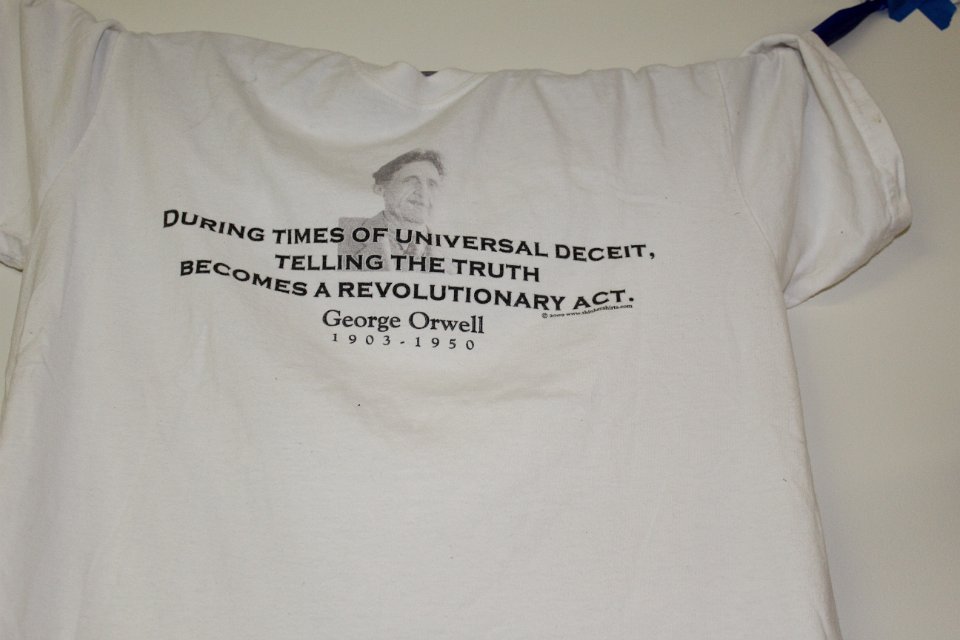 DURING TIMES OF UNIVERSAL DECEIT,
TELLING THE TRUTH
BECOMES A REVOLUTIONARY ACT.
George Orwell
1903-1950